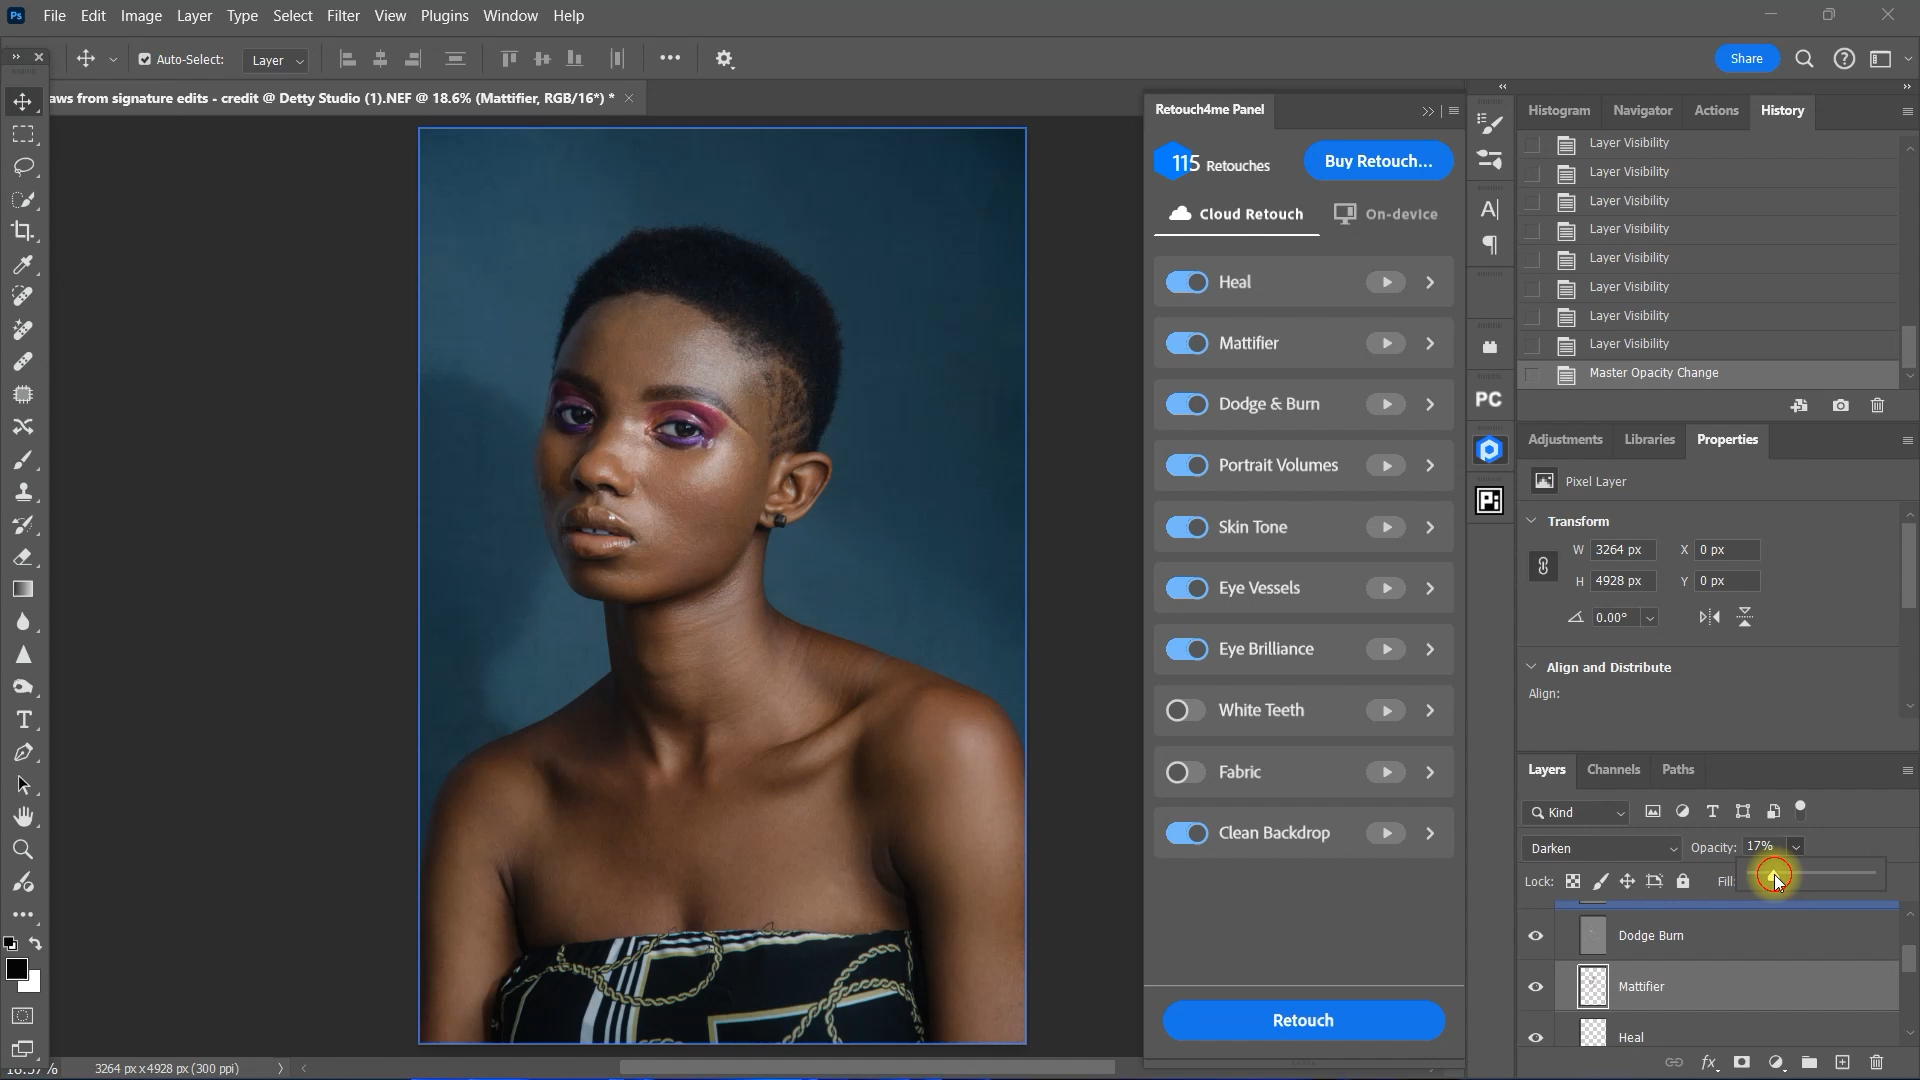 Ps File Edit Image Layer Type Select Filter View Plugins Window Help
Auto-Select: Layer Share
aws from signature edits - credit @ Detty Studio (1).NEF @ 18.6% (Mattifier, RGB/16*) *
Retouch4me Panel
115 Retouches Buy Retouch...
Cloud Retouch On-device
Heal
Mattifier
Dodge & Burn
Portrait Volumes
Skin Tone
Eye Vessels
Eye Brilliance
White Teeth
Fabric
Clean Backdrop
Retouch
A
PC
Pi
Histogram Navigator Actions History
Layer Visibility
Layer Visibility
Layer Visibility
Layer Visibility
Layer Visibility
Layer Visibility
Layer Visibility
Layer Visibility
Master Opacity Change
Adjustments Libraries Properties
Pixel Layer
Transform
W 3264 px X 0 px
H 4928 px Y 0 px
0.00°
Align and Distribute
Align:
Layers Channels Paths
Kind
Darken Opacity: 17%
Lock: Fill:
Dodge Burn
Mattifier
Heal
fx
3264 px x 4928 px (300 ppi)